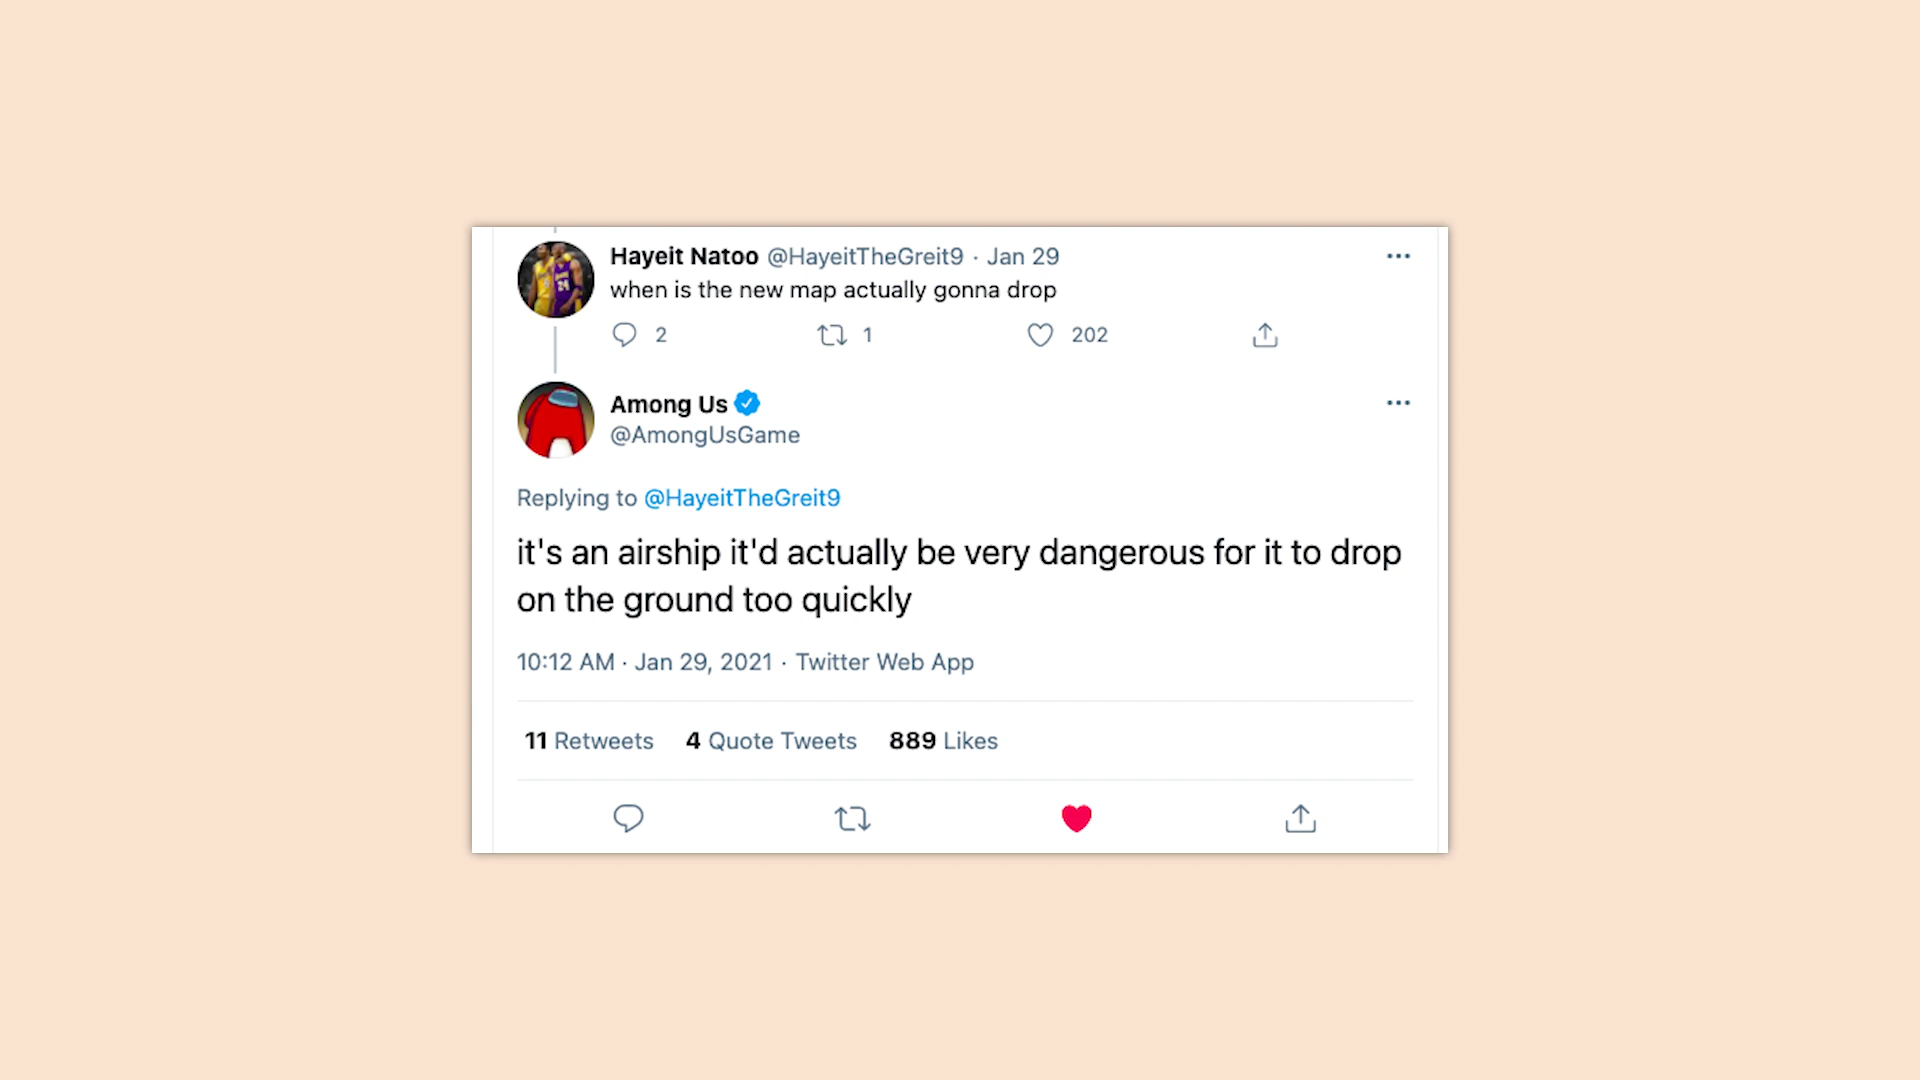 Hayeit Natoo @HayeitTheGreit9 · Jan 29
when is the new map actually gonna drop
2 1 202
Among Us
@AmongUsGame
Replying to @HayeitTheGreit9
it's an airship it'd actually be very dangerous for it to drop
on the ground too quickly
10:12 AM · Jan 29, 2021 · Twitter Web App
11 Retweets 4 Quote Tweets 889 Likes